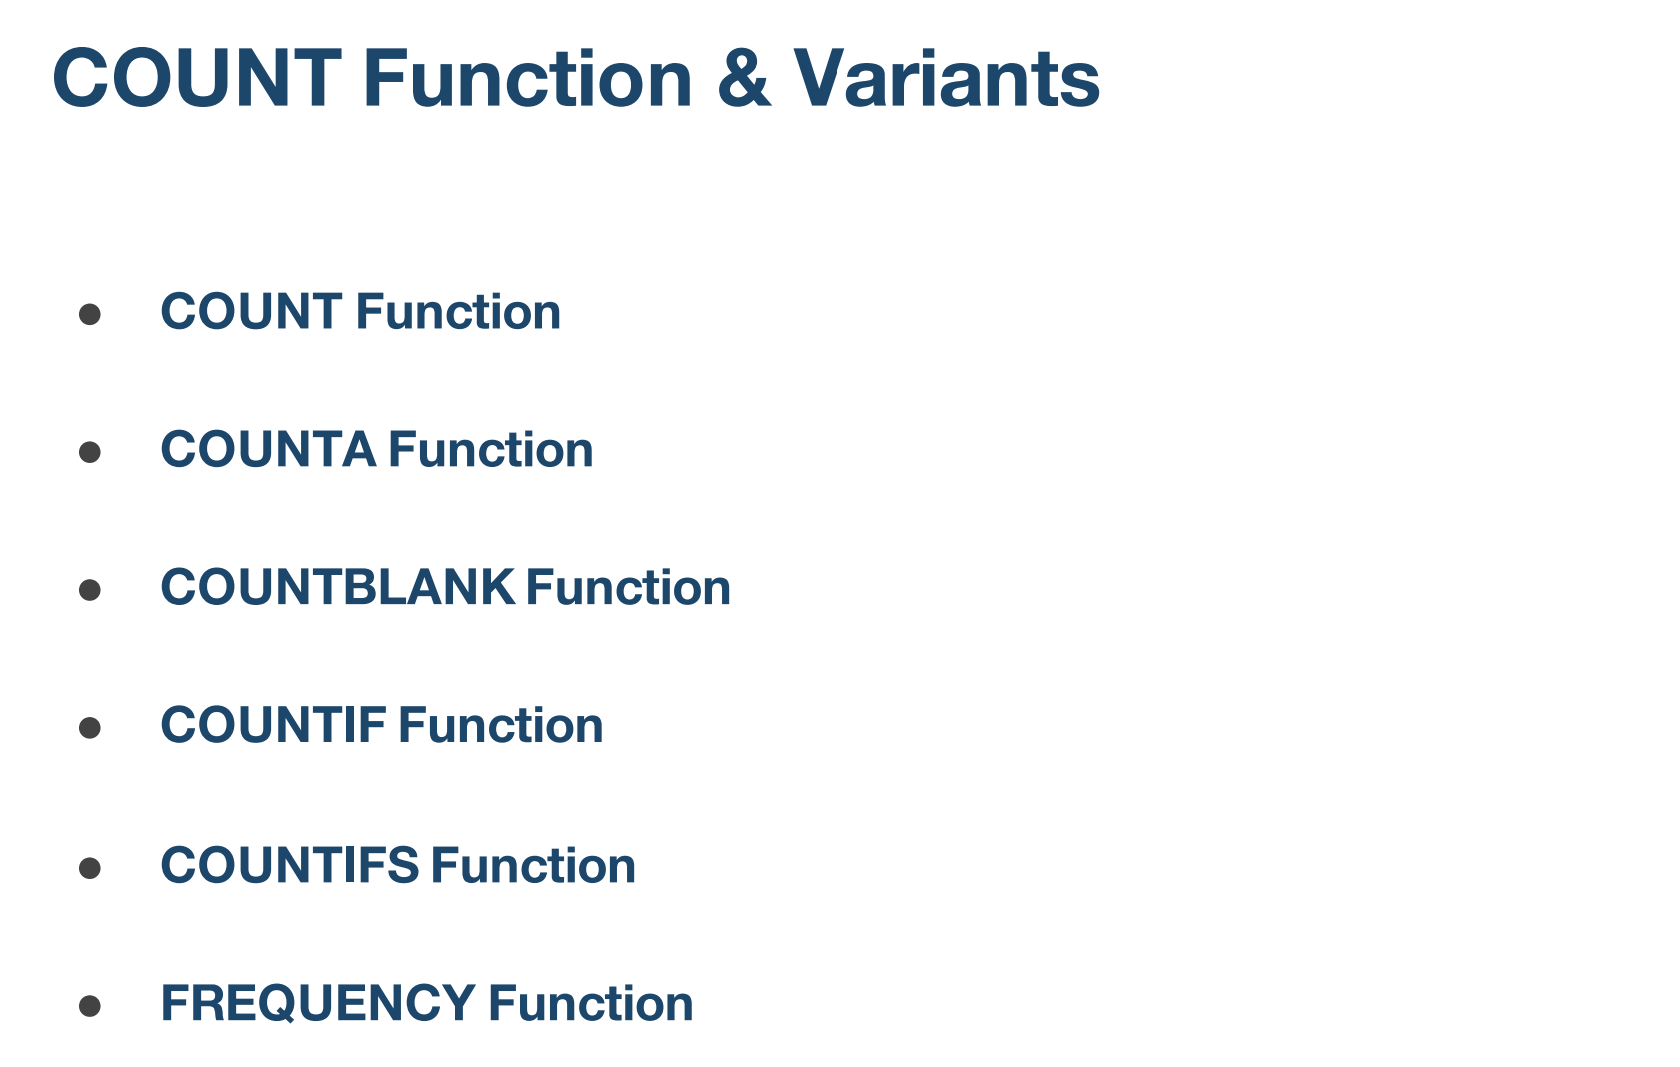 COUNT Function & Variants
● COUNT Function
● COUNTA Function
● COUNTBLANK Function
● COUNTIF Function
● COUNTIFS Function
● FREQUENCY Function